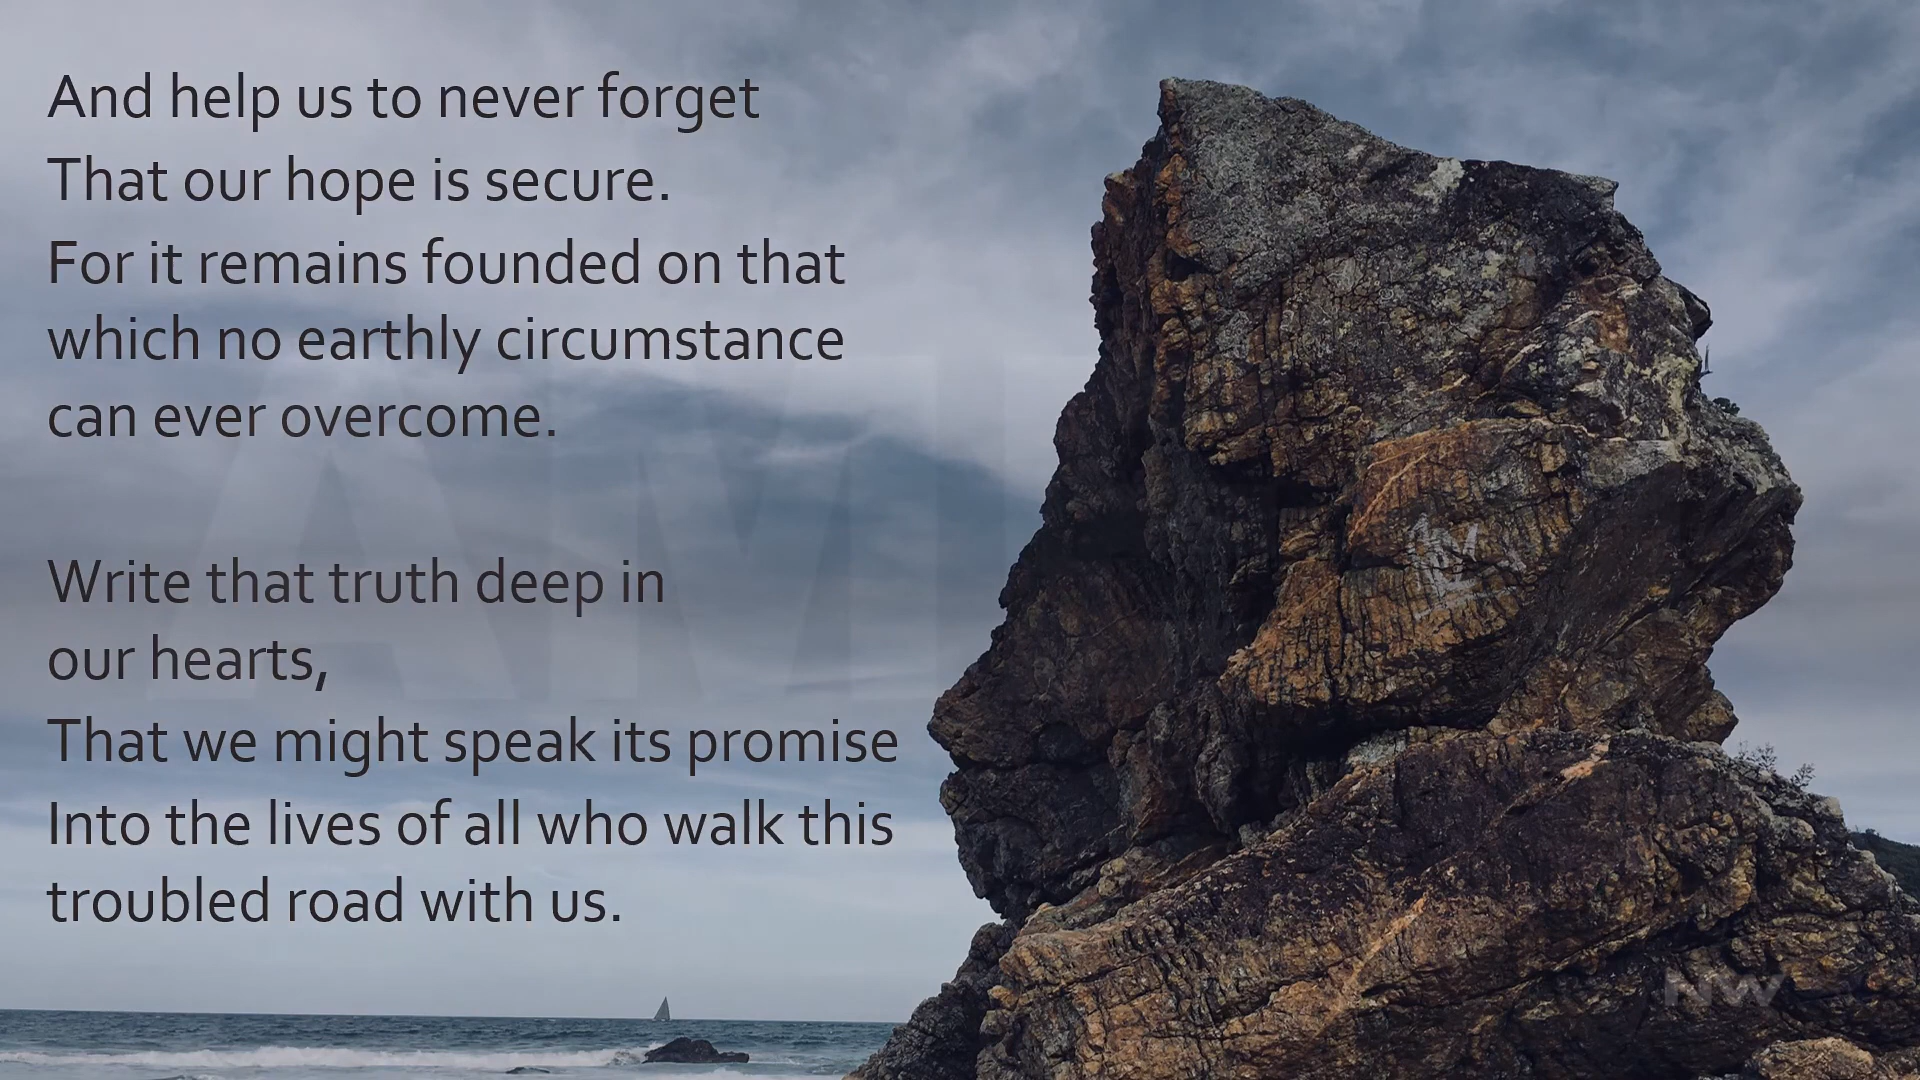 And help us to never forget
That our hope is secure.
For it remains founded on that
which no earthly circumstance
can ever overcome.
Write that truth deep in
our hearts,
That we might speak its promise
Into the lives of all who walk this
troubled road with us.
NW